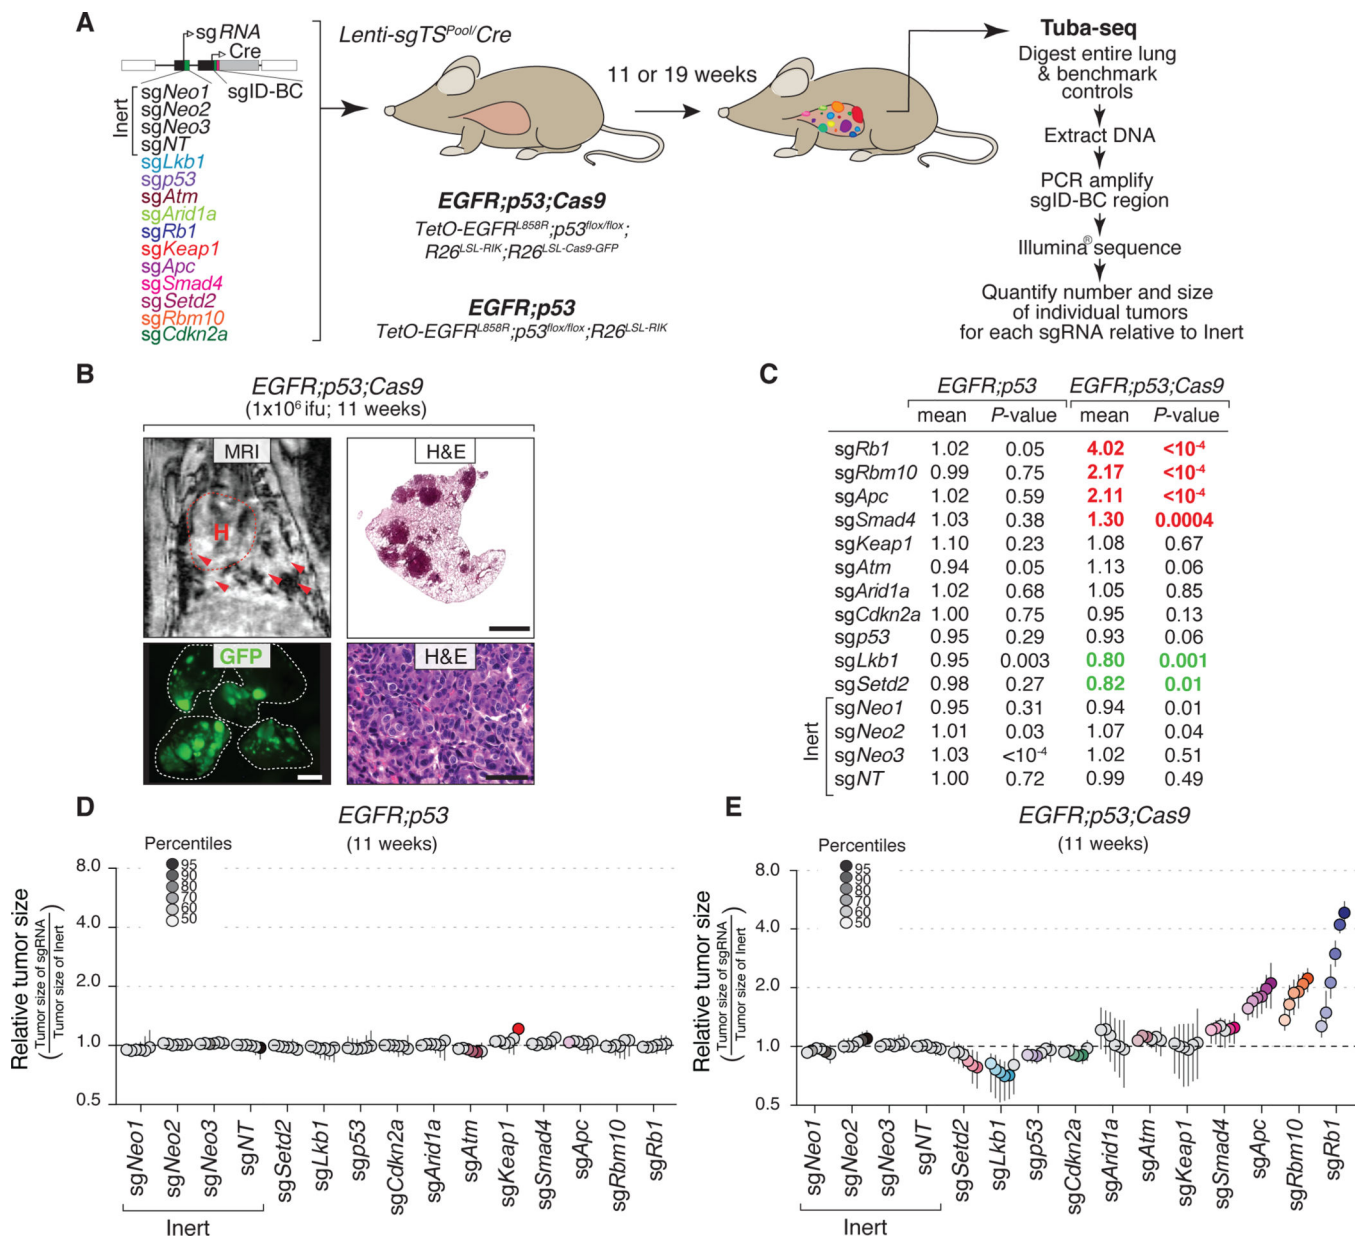 A
sgRNA
Cre
sgID-BC
Inert
sgNeo1
sgNeo2
sgNeo3
sgNT
sgLkb1
sgp53
sgAtm
sgArid1a
sgRb1
sgKeap1
sgApc
sgSmad4
sgSetd2
sgRbm10
sgCdkn2a
Lenti-sgTS^Pool/Cre
11 or 19 weeks
EGFR;p53;Cas9
TetO-EGFR^L858R;p53^flox/flox;
R26^LSL-RIK;R26^LSL-Cas9-GFP
EGFR;p53
TetO-EGFR^L858R;p53^flox/flox;R26^LSL-RIK
Tuba-seq
Digest entire lung
& benchmark
controls
Extract DNA
PCR amplify
sgID-BC region
Illumina® sequence
Quantify number and size
of individual tumors
for each sgRNA relative to Inert
B
EGFR;p53;Cas9
(1x10⁶ ifu; 11 weeks)
MRI
H
H&E
GFP
H&E
C
EGFR;p53 EGFR;p53;Cas9
mean P-value mean P-value
sgRb1 1.02 0.05 4.02 <10⁻⁴
sgRbm10 0.99 0.75 2.17 <10⁻⁴
sgApc 1.02 0.59 2.11 <10⁻⁴
sgSmad4 1.03 0.38 1.30 0.0004
sgKeap1 1.10 0.23 1.08 0.67
sgAtm 0.94 0.05 1.13 0.06
sgArid1a 1.02 0.68 1.05 0.85
sgCdkn2a 1.00 0.75 0.95 0.13
sgp53 0.95 0.29 0.93 0.06
sgLkb1 0.95 0.003 0.80 0.001
sgSetd2 0.98 0.27 0.82 0.01
Inert
sgNeo1 0.95 0.31 0.94 0.01
sgNeo2 1.01 0.03 1.07 0.04
sgNeo3 1.03 <10⁻⁴ 1.02 0.51
sgNT 1.00 0.72 0.99 0.49
D
EGFR;p53
(11 weeks)
Percentiles
95
90
80
70
60
50
Relative tumor size
(Tumor size of sgRNA
Tumor size of Inert)
8.0
4.0
2.0
1.0
0.5
sgNeo1
sgNeo2
sgNeo3
sgNT
sgSetd2
sgLkb1
sgp53
sgCdkn2a
sgArid1a
sgAtm
sgKeap1
sgSmad4
sgApc
sgRbm10
sgRb1
Inert
E
EGFR;p53;Cas9
(11 weeks)
Percentiles
95
90
80
70
60
50
Relative tumor size
(Tumor size of sgRNA
Tumor size of Inert)
8.0
4.0
2.0
1.0
0.5
sgNeo1
sgNeo2
sgNeo3
sgNT
sgSetd2
sgLkb1
sgp53
sgCdkn2a
sgArid1a
sgAtm
sgKeap1
sgSmad4
sgApc
sgRbm10
sgRb1
Inert